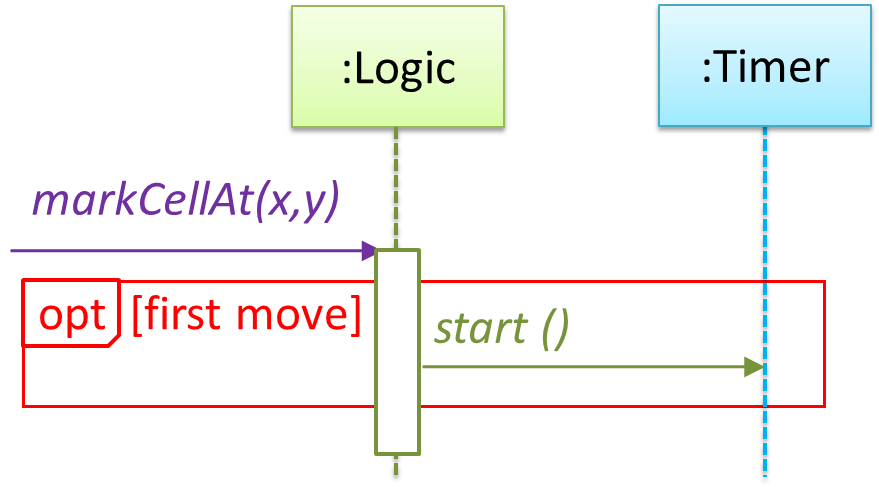 :Logic
:Timer
markCellAt(x,y)
opt [first move]
start ()